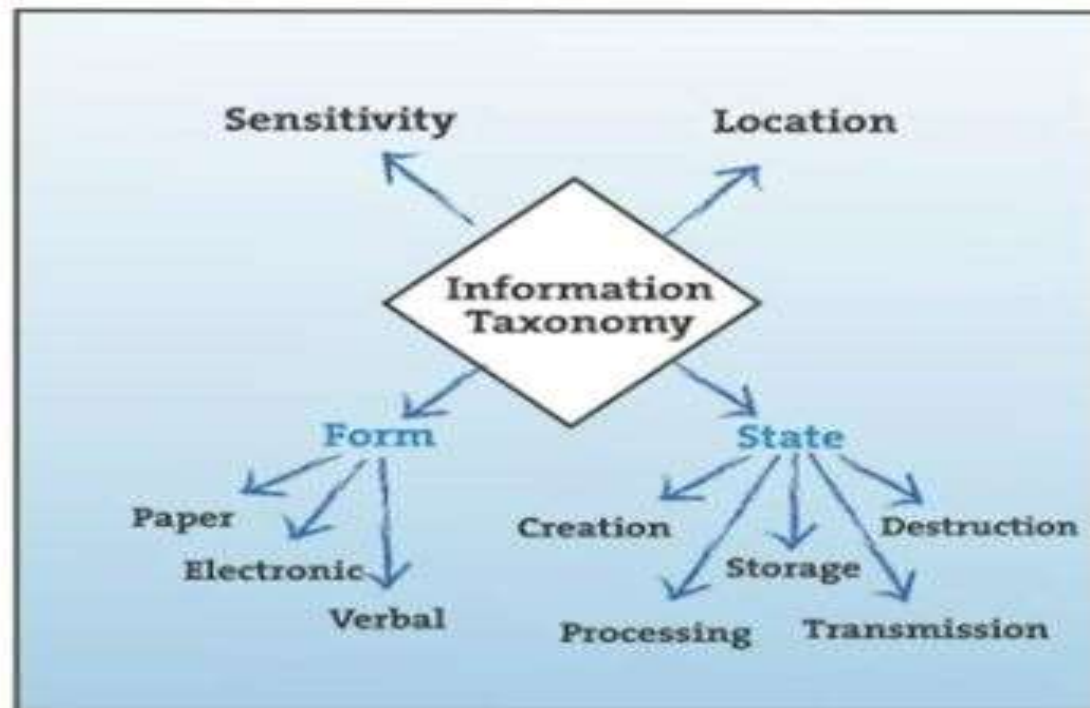 Sensitivity
Location
Information
Taxonomy
Form
State
Paper
Electronic
Verbal
Creation
Destruction
Storage
Processing
Transmission